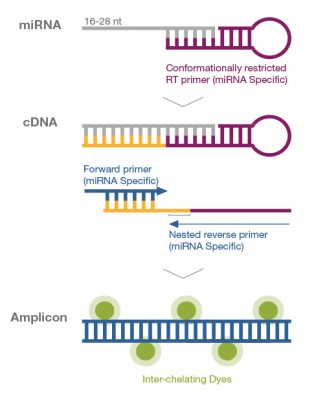 miRNA
16-28 nt
Conformationally restricted
RT primer (miRNA Specific)
cDNA
Forward primer
(miRNA Specific)
Nested reverse primer
(miRNA Specific)
Amplicon
Inter-chelating Dyes